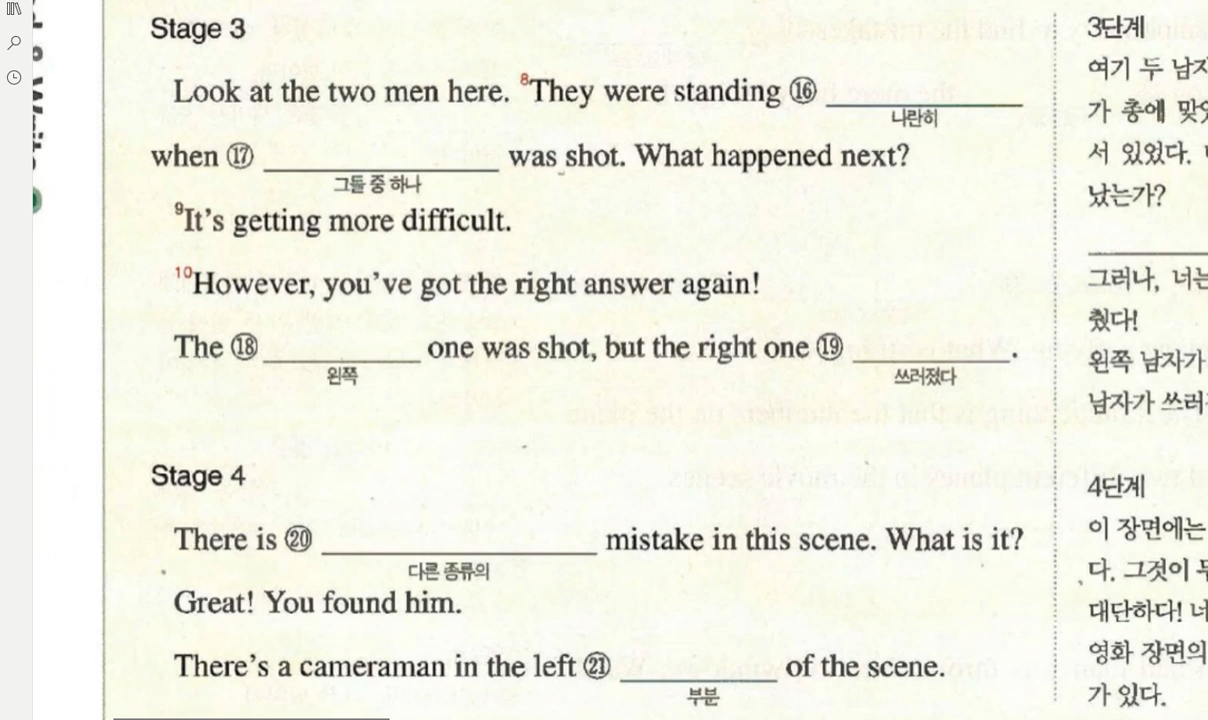 Stage 3
Look at the two men here. ⁸They were standing ⑯ ____________
나란히
when ⑰ ____________ was shot. What happened next?
그들 중 하나
⁹It's getting more difficult.
¹⁰However, you've got the right answer again!
The ⑱ ____________ one was shot, but the right one ⑲ ____________.
왼쪽 쓰러졌다
Stage 4
There is ⑳ ____________ mistake in this scene. What is it?
다른 종류의
Great! You found him.
There's a cameraman in the left ㉑ ____________ of the scene.
부분
3단계
여기 두 남자
가 총에 맞았
서 있었다.
났는가?
그러나, 너는
췄다!
왼쪽 남자가
남자가 쓰러
4단계
이 장면에는
다. 그것이
대단하다! 너
영화 장면의
가 있다.